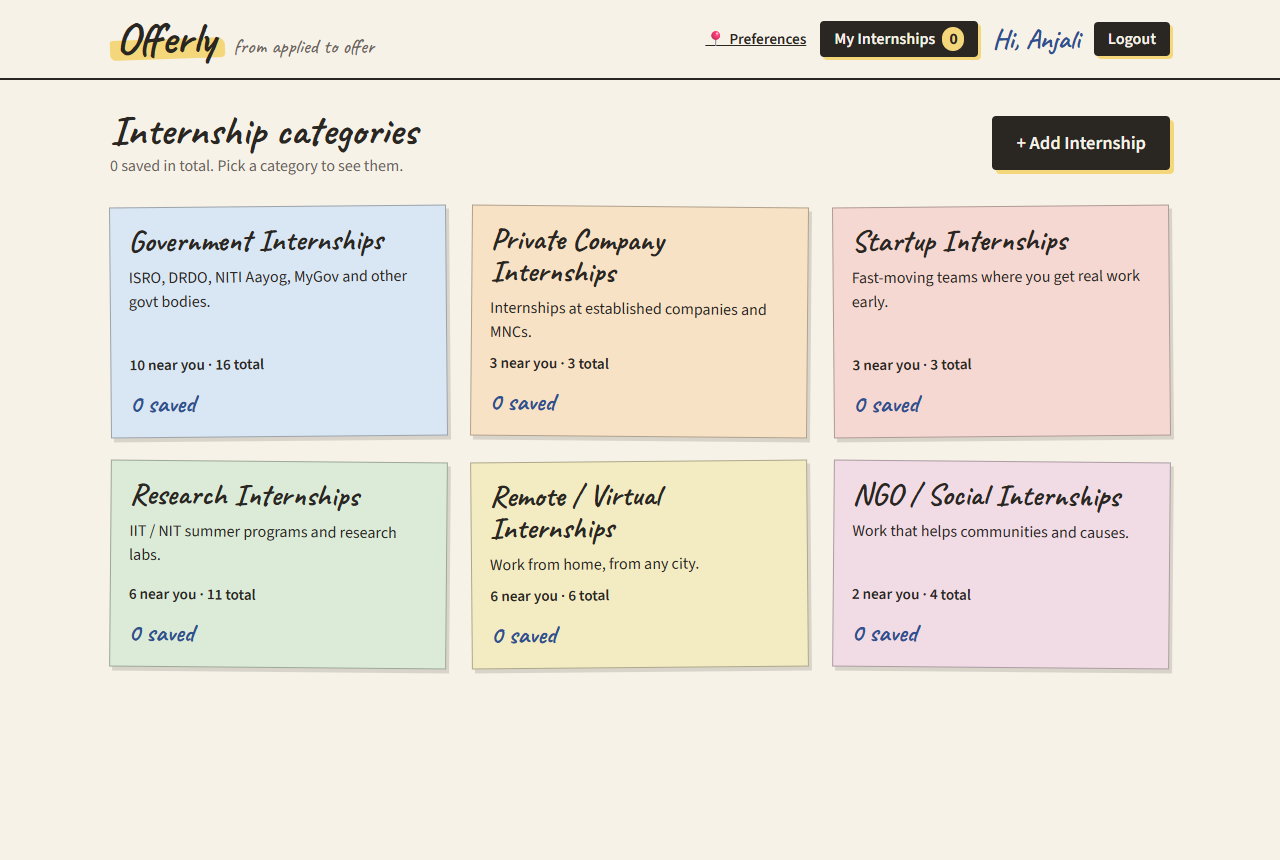 Offerly from applied to offer
📍 Preferences
My Internships 0
Hi, Anjali
Logout
Internship categories
0 saved in total. Pick a category to see them.
+ Add Internship
Government Internships
ISRO, DRDO, NITI Aayog, MyGov and other
govt bodies.
10 near you · 16 total
0 saved
Private Company
Internships
Internships at established companies and
MNCs.
3 near you · 3 total
0 saved
Startup Internships
Fast-moving teams where you get real work
early.
3 near you · 3 total
0 saved
Research Internships
IIT / NIT summer programs and research
labs.
6 near you · 11 total
0 saved
Remote / Virtual
Internships
Work from home, from any city.
6 near you · 6 total
0 saved
NGO / Social Internships
Work that helps communities and causes.
2 near you · 4 total
0 saved